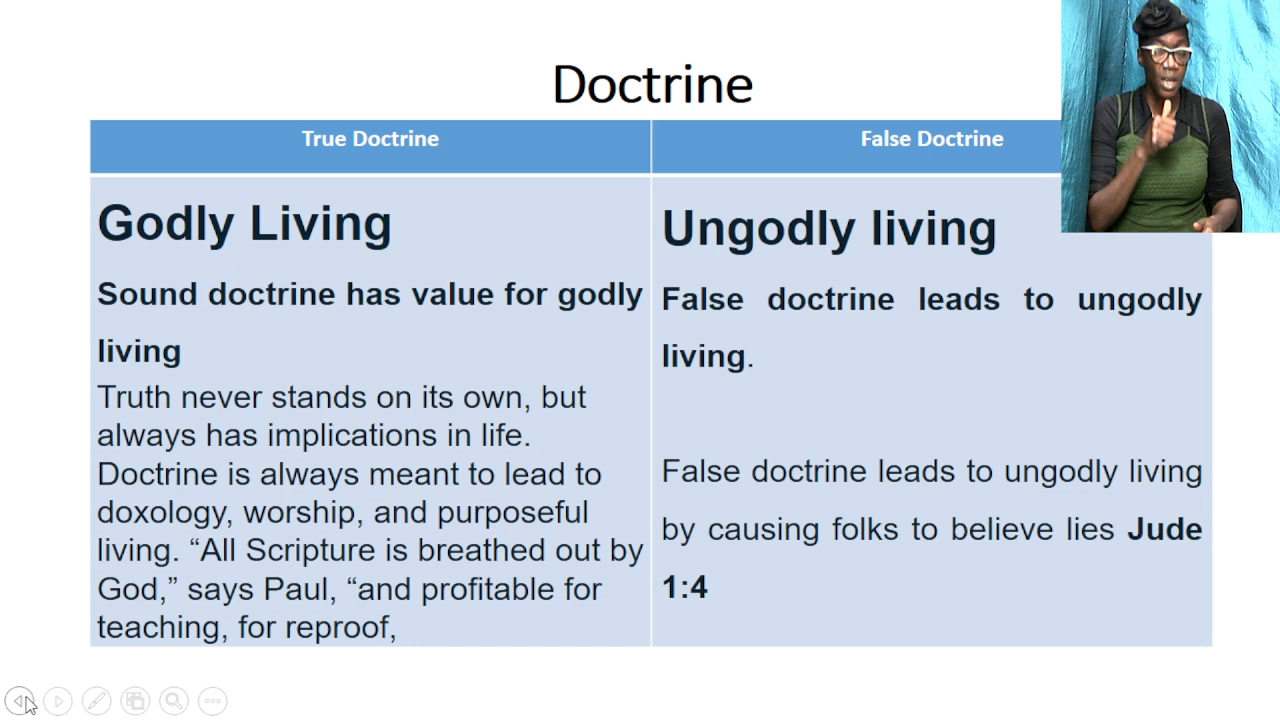 Doctrine
True Doctrine
False Doctrine
Godly Living
Sound doctrine has value for godly
living
Truth never stands on its own, but
always has implications in life.
Doctrine is always meant to lead to
doxology, worship, and purposeful
living. “All Scripture is breathed out by
God,” says Paul, “and profitable for
teaching, for reproof,
Ungodly living
False doctrine leads to ungodly
living.
False doctrine leads to ungodly living
by causing folks to believe lies Jude
1:4